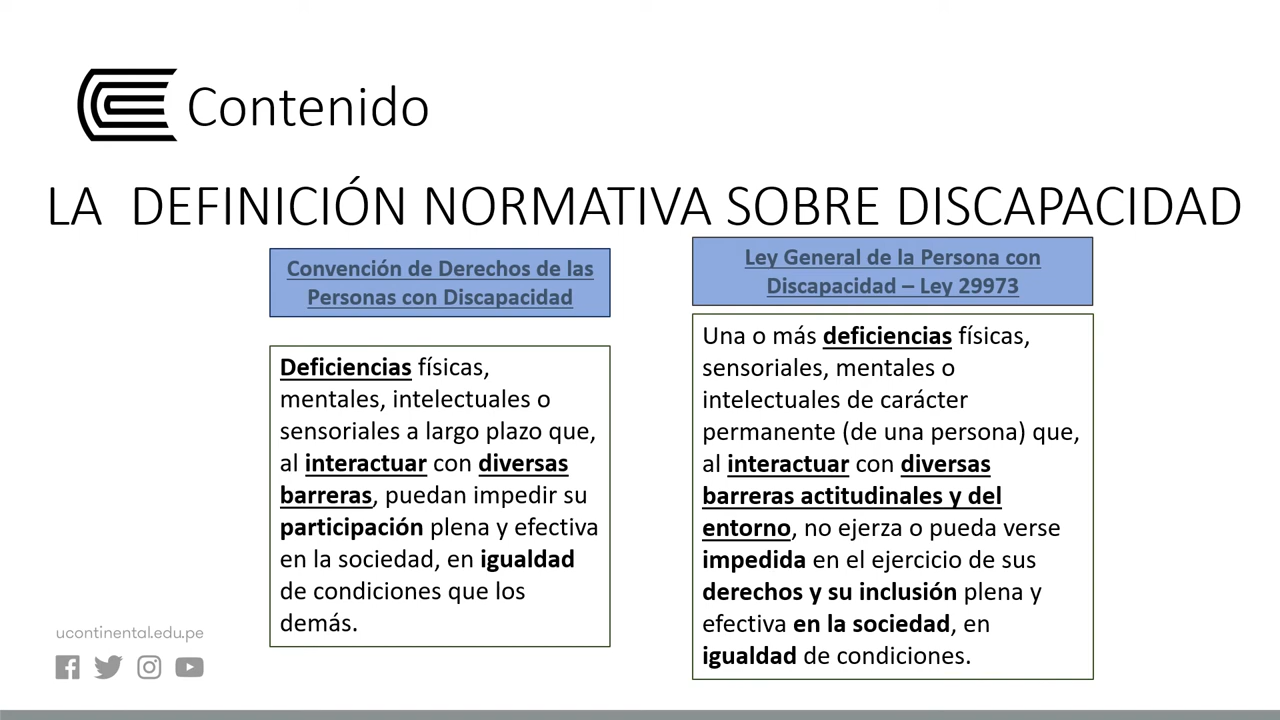 Contenido
LA DEFINICIÓN NORMATIVA SOBRE DISCAPACIDAD
Convención de Derechos de las
Personas con Discapacidad
Deficiencias físicas,
mentales, intelectuales o
sensoriales a largo plazo que,
al interactuar con diversas
barreras, puedan impedir su
participación plena y efectiva
en la sociedad, en igualdad
de condiciones que los
demás.
Ley General de la Persona con
Discapacidad – Ley 29973
Una o más deficiencias físicas,
sensoriales, mentales o
intelectuales de carácter
permanente (de una persona) que,
al interactuar con diversas
barreras actitudinales y del
entorno, no ejerza o pueda verse
impedida en el ejercicio de sus
derechos y su inclusión plena y
efectiva en la sociedad, en
igualdad de condiciones.
ucontinental.edu.pe